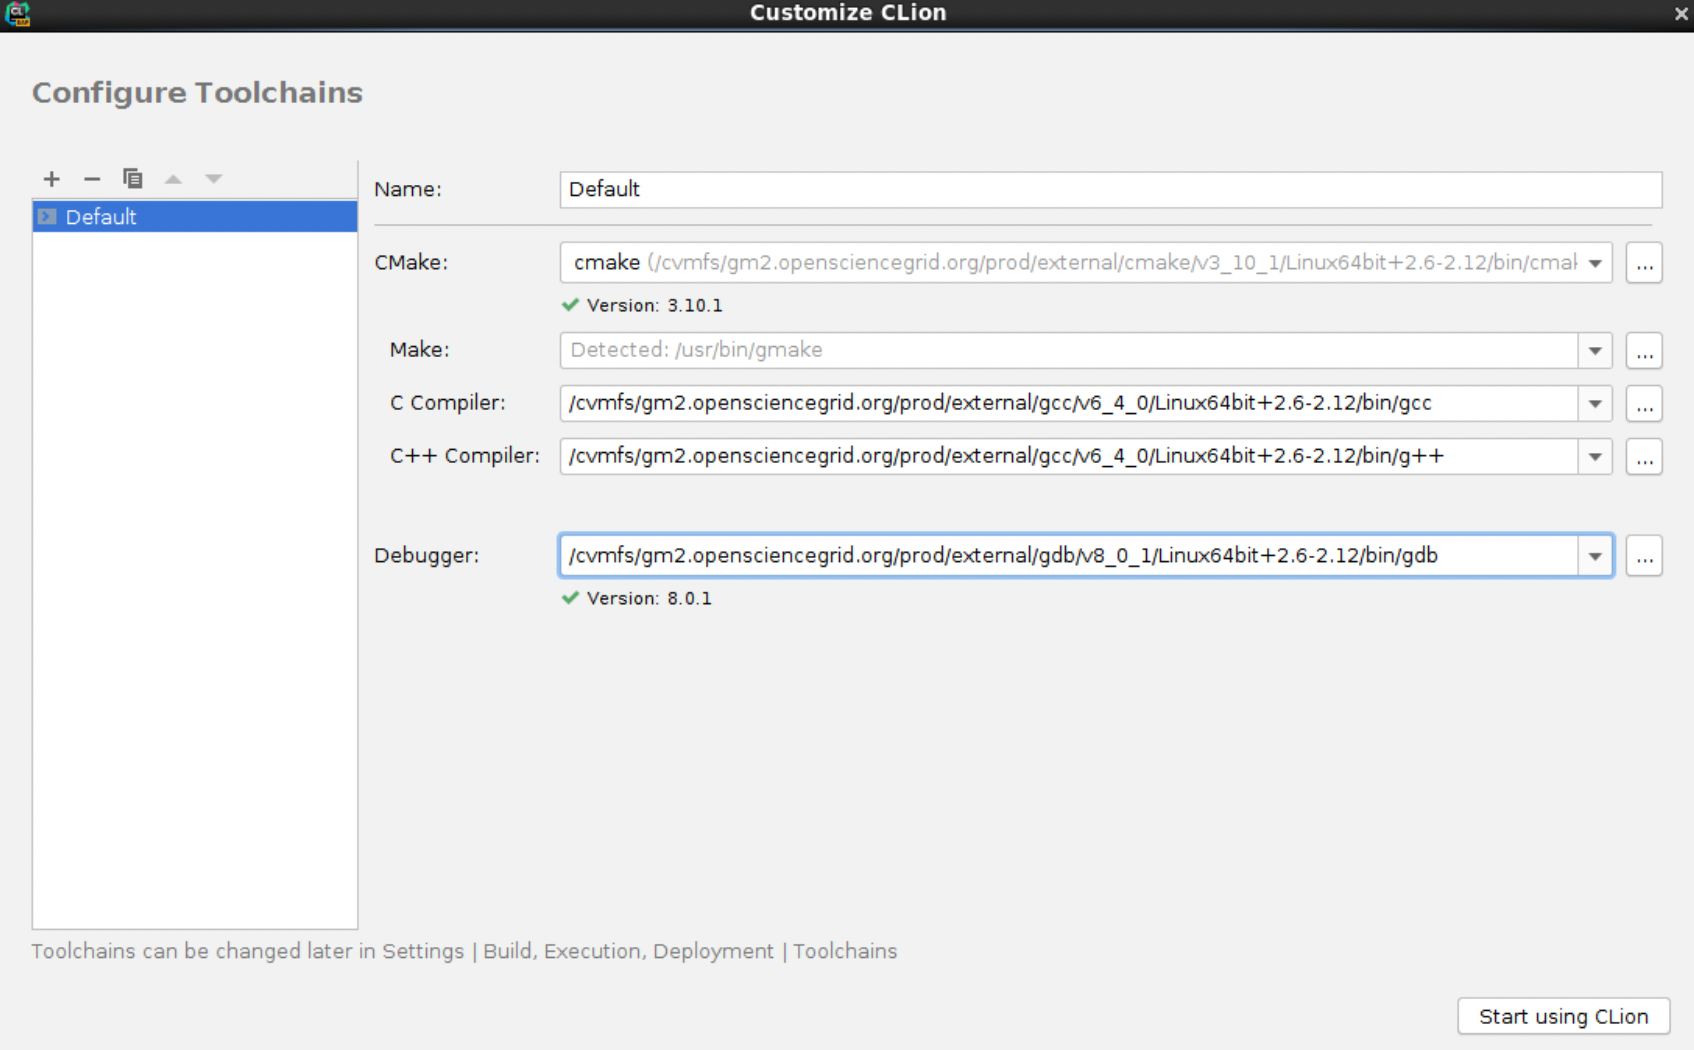 Customize CLion
Configure Toolchains
Default
Name: Default
CMake: cmake (/cvmfs/gm2.opensciencegrid.org/prod/external/cmake/v3_10_1/Linux64bit+2.6-2.12/bin/cmak ...
Version: 3.10.1
Make: Detected: /usr/bin/gmake ...
C Compiler: /cvmfs/gm2.opensciencegrid.org/prod/external/gcc/v6_4_0/Linux64bit+2.6-2.12/bin/gcc ...
C++ Compiler: /cvmfs/gm2.opensciencegrid.org/prod/external/gcc/v6_4_0/Linux64bit+2.6-2.12/bin/g++ ...
Debugger: /cvmfs/gm2.opensciencegrid.org/prod/external/gdb/v8_0_1/Linux64bit+2.6-2.12/bin/gdb ...
Version: 8.0.1
Toolchains can be changed later in Settings | Build, Execution, Deployment | Toolchains
Start using CLion